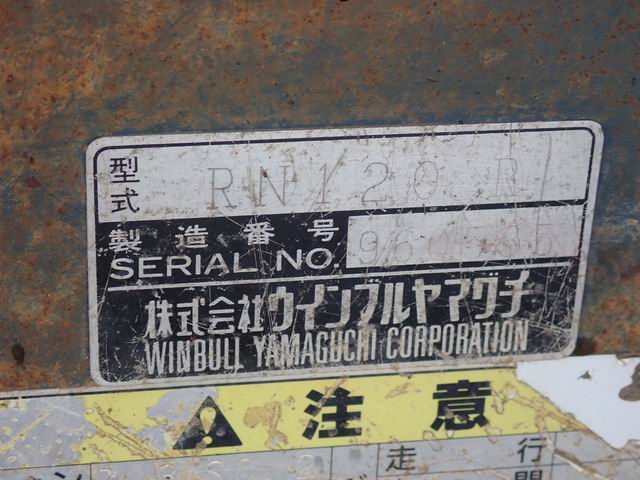 型式 RN120 R
製造番号
SERIAL NO.
株式会社ウインブルヤマグチ
WINBULL YAMAGUCHI CORPORATION
注意
走行